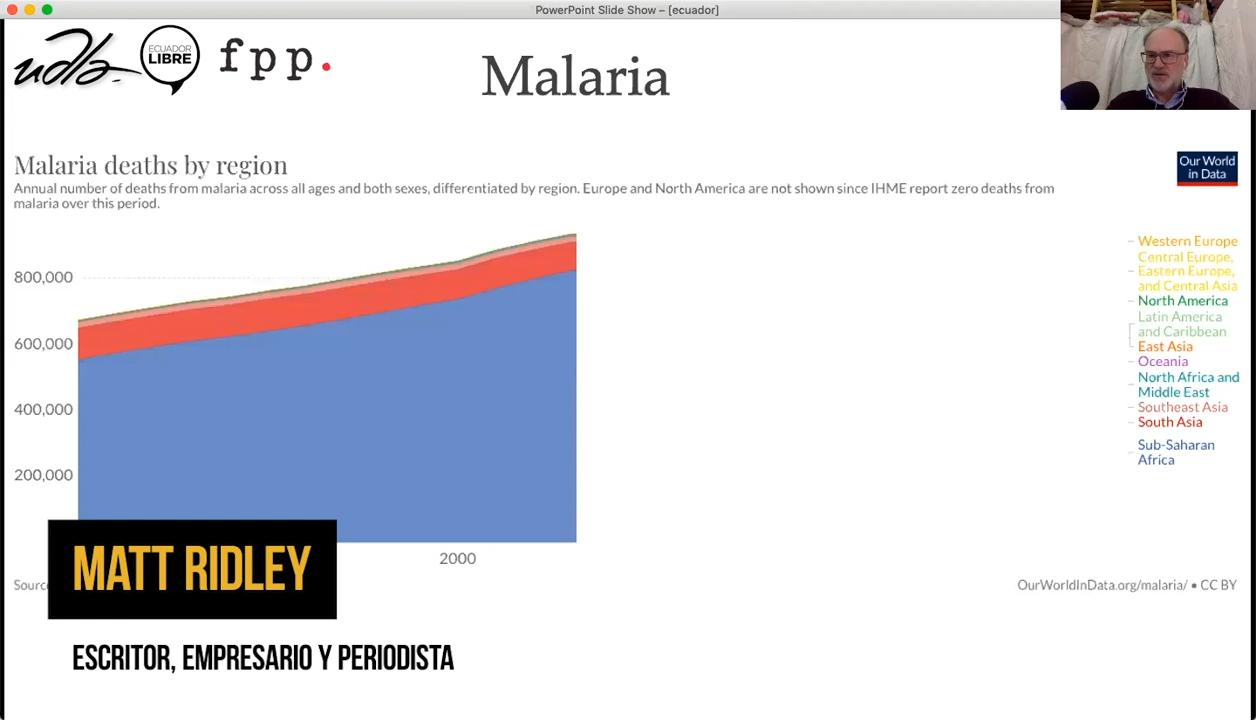 PowerPoint Slide Show – [ecuador]
udla
ECUADOR
LIBRE
fpp.
Malaria
Malaria deaths by region
Annual number of deaths from malaria across all ages and both sexes, differentiated by region. Europe and North America are not shown since IHME report zero deaths from
malaria over this period.
Our World
in Data
800,000
600,000
400,000
200,000
2000
Western Europe
Central Europe,
Eastern Europe,
and Central Asia
North America
Latin America
and Caribbean
East Asia
Oceania
North Africa and
Middle East
Southeast Asia
South Asia
Sub-Saharan
Africa
OurWorldInData.org/malaria/ • CC BY
MATT RIDLEY
ESCRITOR, EMPRESARIO Y PERIODISTA